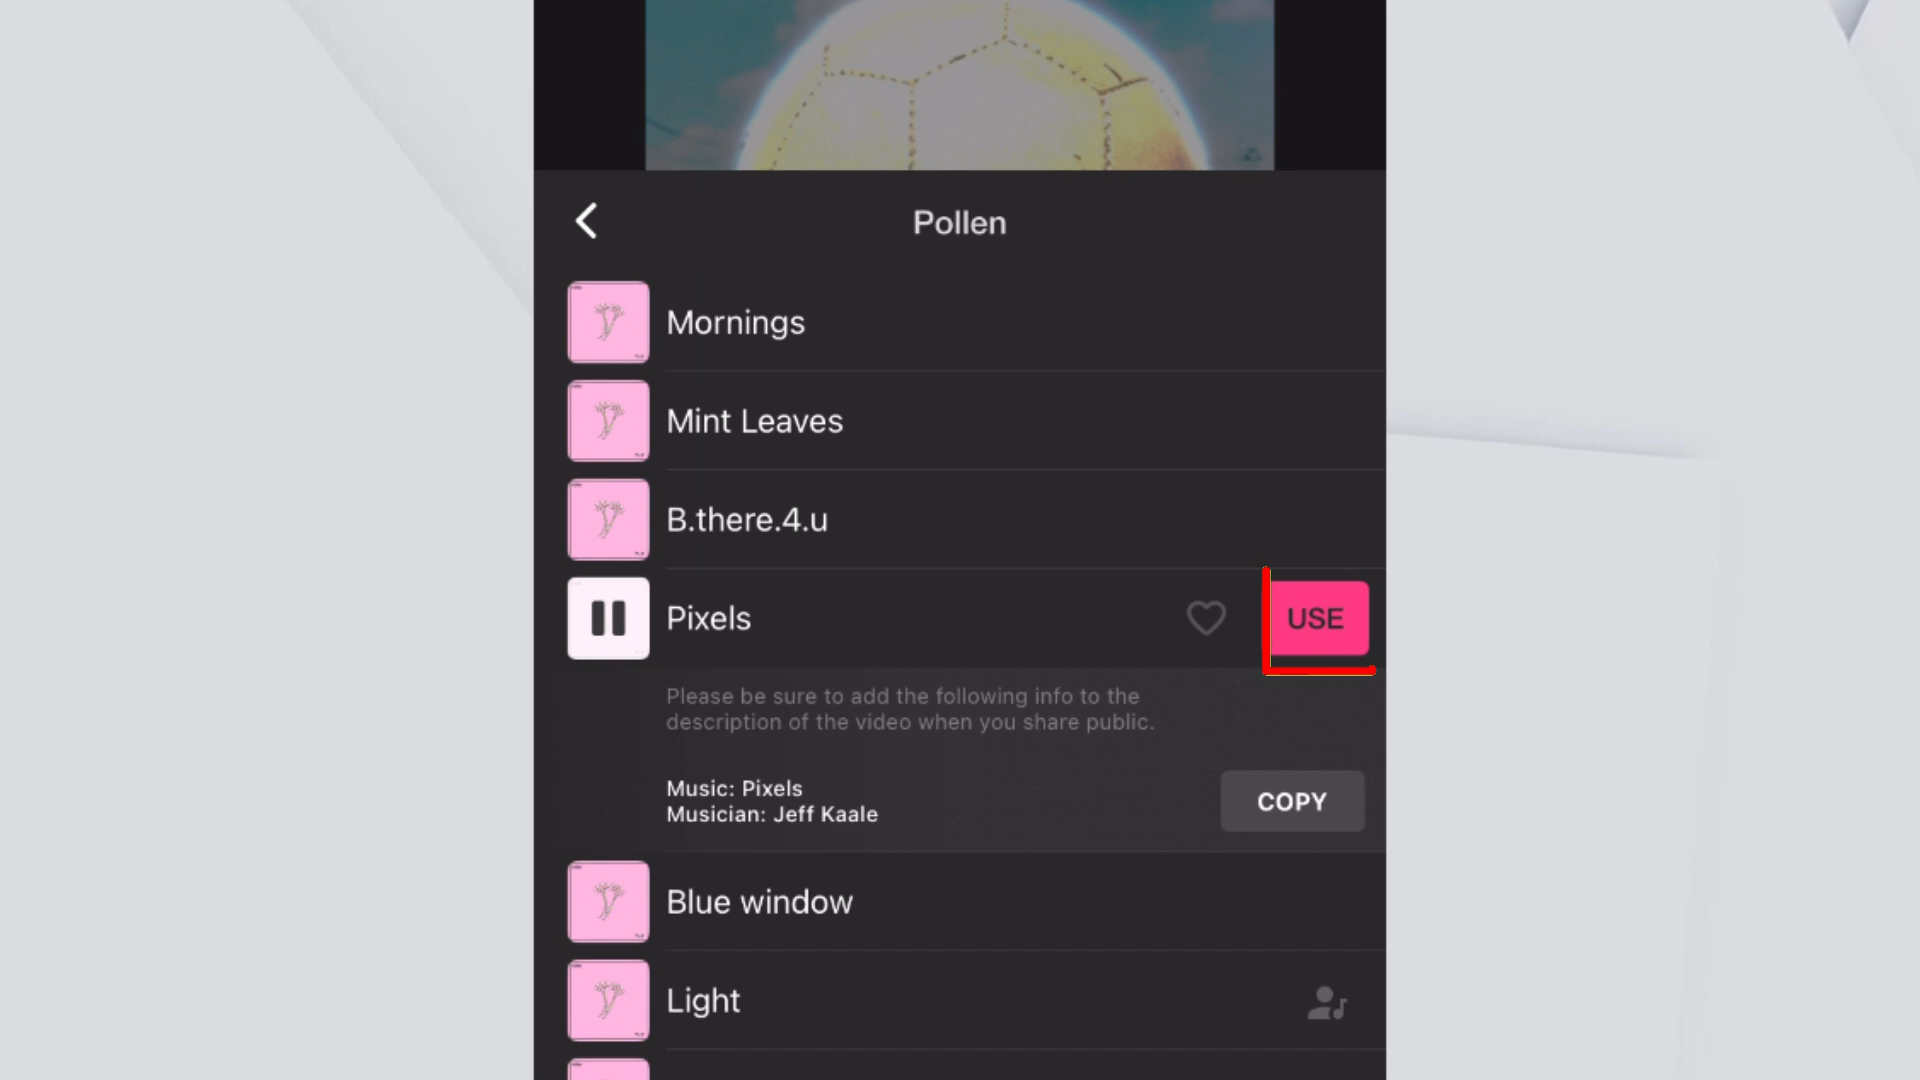 Pollen
Mornings
Mint Leaves
B.there.4.u
Pixels
USE
Please be sure to add the following info to the
description of the video when you share public.
Music: Pixels
Musician: Jeff Kaale
COPY
Blue window
Light